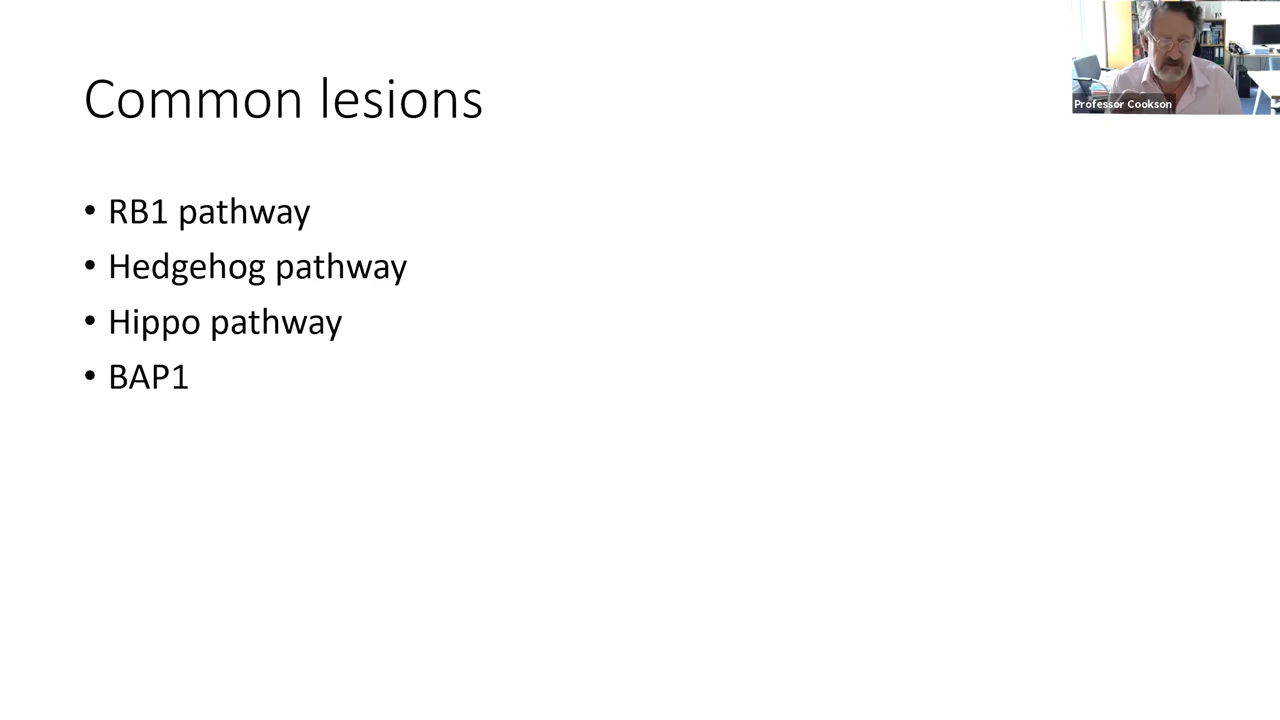 Common lesions
Professor Cookson
• RB1 pathway
• Hedgehog pathway
• Hippo pathway
• BAP1